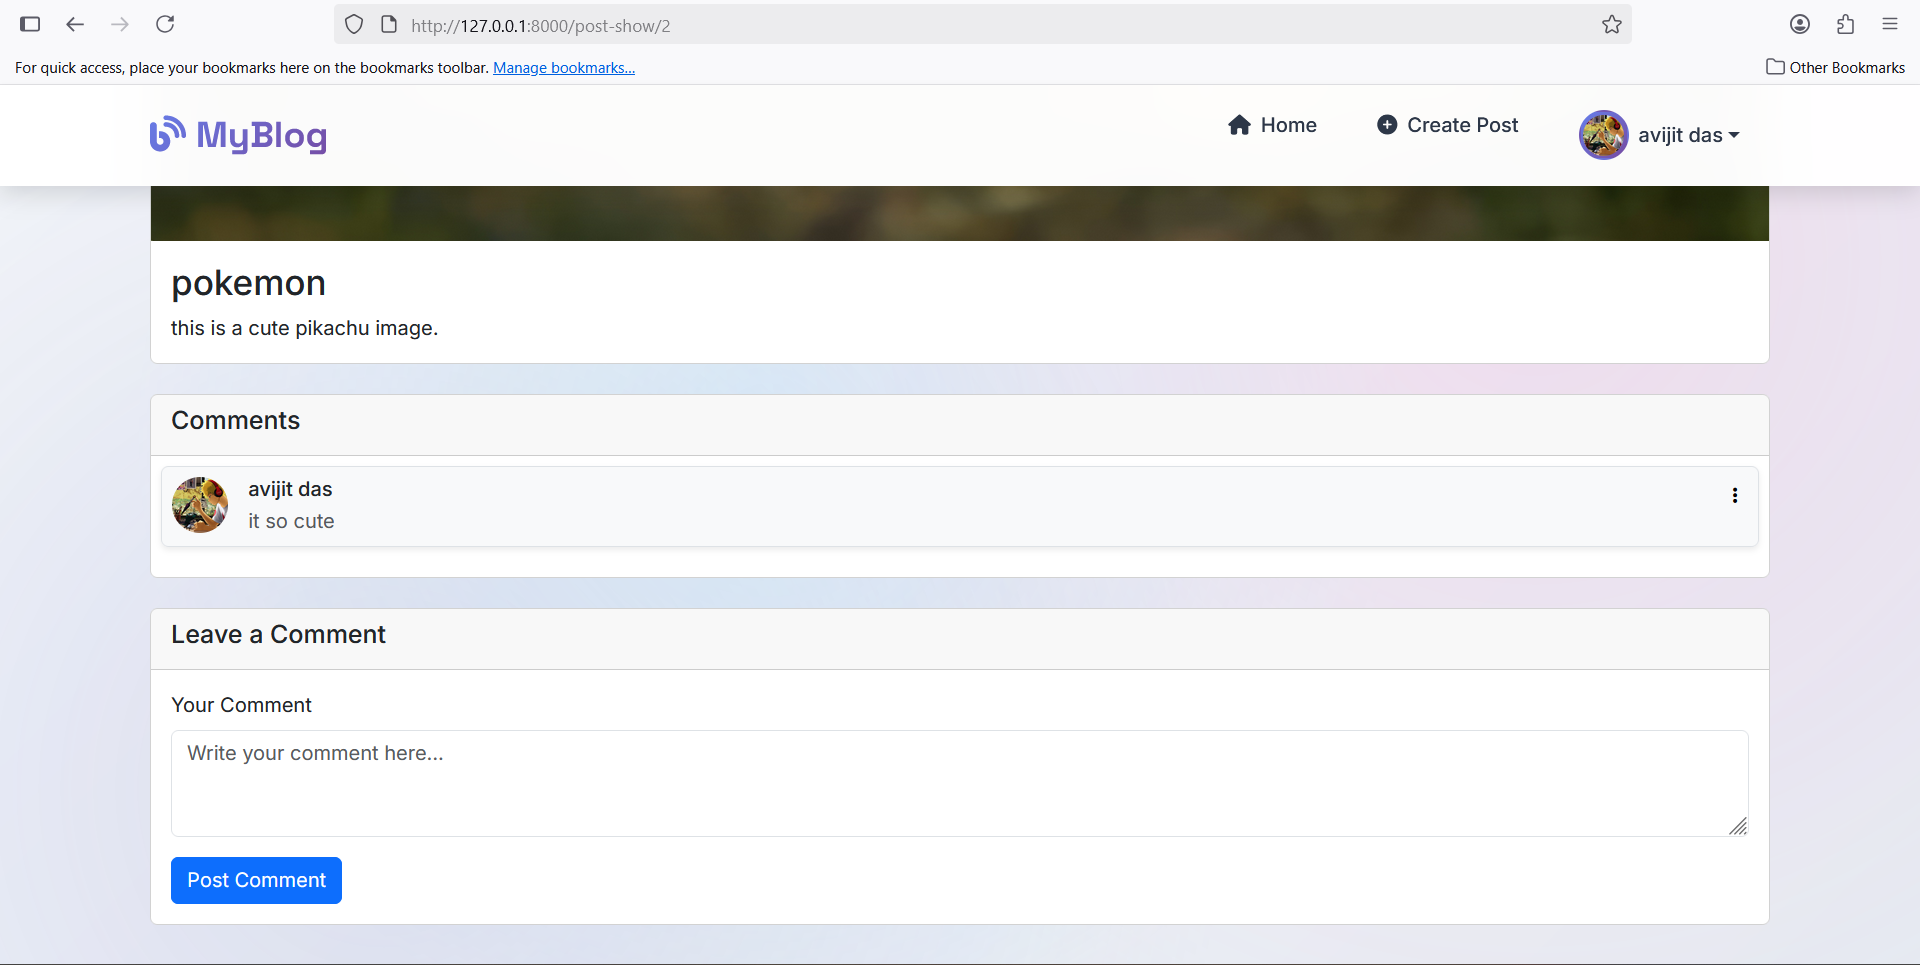 http://127.0.0.1:8000/post-show/2
For quick access, place your bookmarks here on the bookmarks toolbar. Manage bookmarks...
Other Bookmarks
MyBlog
Home
Create Post
avijit das
pokemon
this is a cute pikachu image.
Comments
avijit das
it so cute
Leave a Comment
Your Comment
Write your comment here...
Post Comment